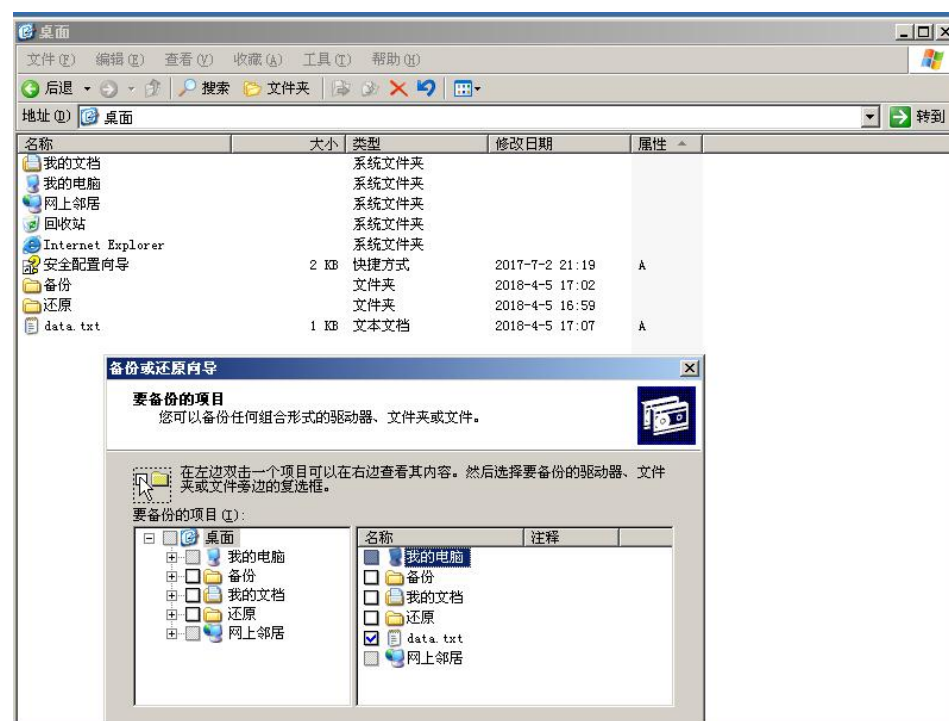 桌面
文件(F) 编辑(E) 查看(V) 收藏(A) 工具(T) 帮助(H)
后退 搜索 文件夹
地址(D) 桌面 转到
名称 大小 类型 修改日期 属性
我的文档 系统文件夹
我的电脑 系统文件夹
网上邻居 系统文件夹
回收站 系统文件夹
Internet Explorer 系统文件夹
安全配置向导 2 KB 快捷方式 2017-7-2 21:19 A
备份 文件夹 2018-4-5 17:02
还原 文件夹 2018-4-5 16:59
data.txt 1 KB 文本文档 2018-4-5 17:07 A
备份或还原向导
要备份的项目
您可以备份任何组合形式的驱动器、文件夹或文件。
在左边双击一个项目可以在右边查看其内容。然后选择要备份的驱动器、文件
夹或文件旁边的复选框。
要备份的项目(I):
桌面
我的电脑
备份
我的文档
还原
网上邻居
名称 注释
我的电脑
备份
我的文档
还原
data.txt
网上邻居